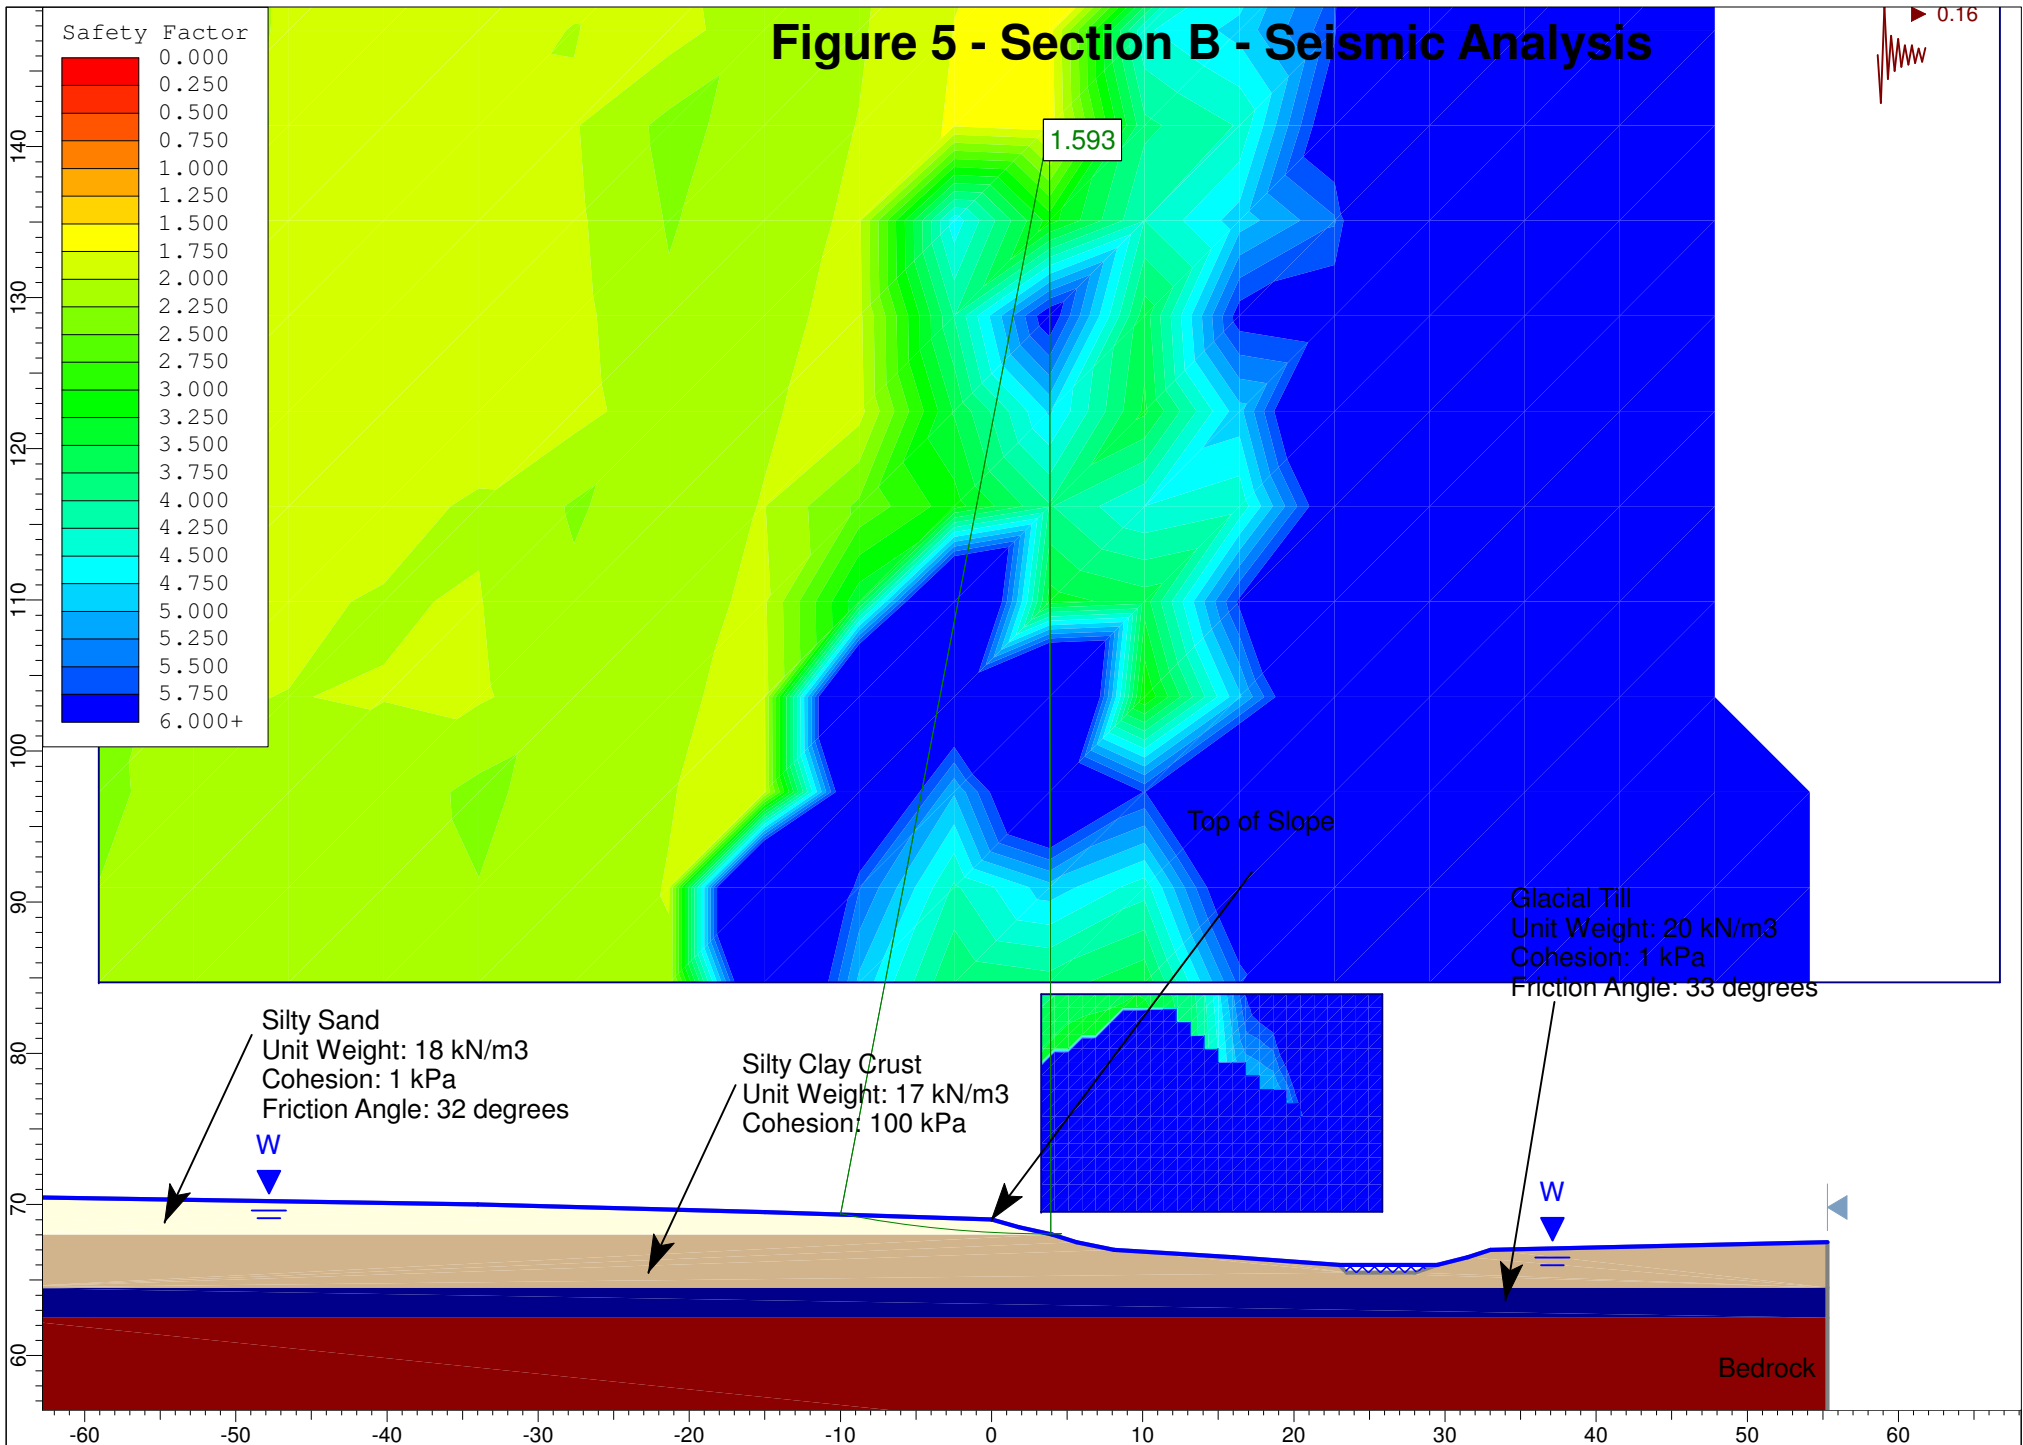 Figure 5 - Section B - Seismic Analysis
0.16
Safety Factor
0.000
0.250
0.500
0.750
1.000
1.250
1.500
1.750
2.000
2.250
2.500
2.750
3.000
3.250
3.500
3.750
4.000
4.250
4.500
4.750
5.000
5.250
5.500
5.750
6.000+
1.593
Top of Slope
Glacial Till
Unit Weight: 20 kN/m3
Cohesion: 1 kPa
Friction Angle: 33 degrees
Silty Sand
Unit Weight: 18 kN/m3
Cohesion: 1 kPa
Friction Angle: 32 degrees
Silty Clay Crust
Unit Weight: 17 kN/m3
Cohesion: 100 kPa
W
W
Bedrock
140
130
120
110
100
90
80
70
60
-60 -50 -40 -30 -20 -10 0 10 20 30 40 50 60